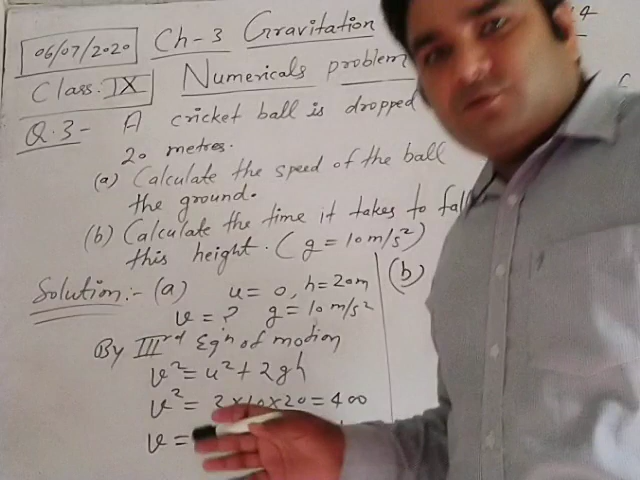 06/07/2020 Ch-3 Gravitation
Class. IX Numericals problem
Q.3- A cricket ball is dropped
20 metres.
(a) Calculate the speed of the ball
the ground.
(b) Calculate the time it takes to fall
this height. (g = 10 m/s²)
Solution:- (a) u = 0, h = 20m
v = ? g = 10 m/s²
By IIIrd Eqn of motion
v² = u² + 2gh
v² = 2×10×20 = 400
v =
(b)